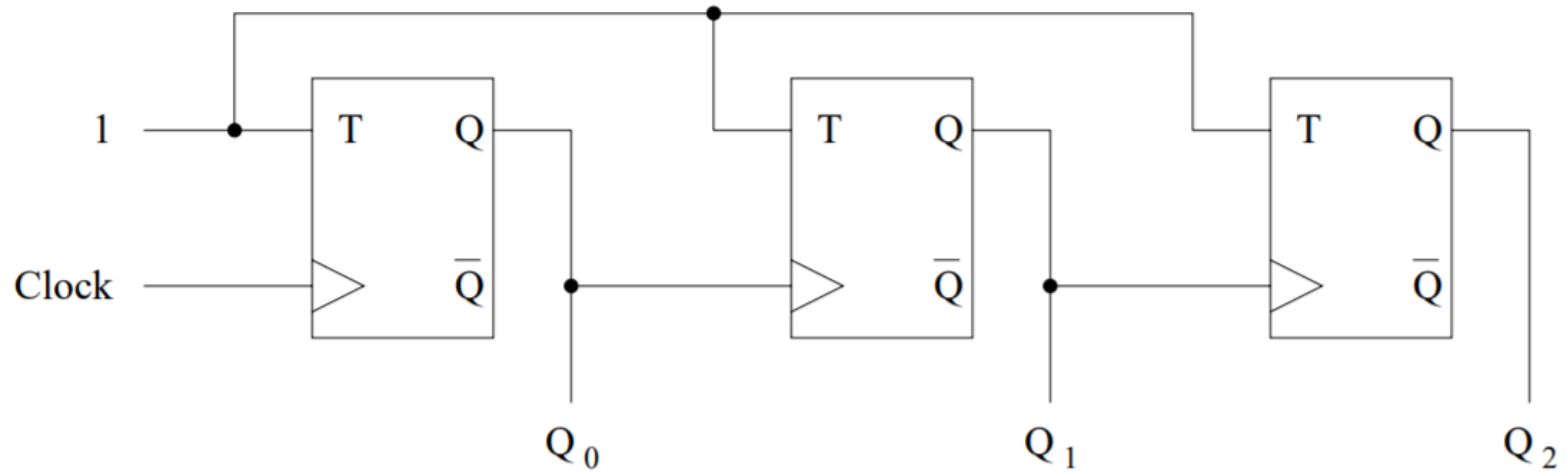 1 T Q T Q T Q
Clock Q̅ Q̅ Q̅
Q₀ Q₁ Q₂